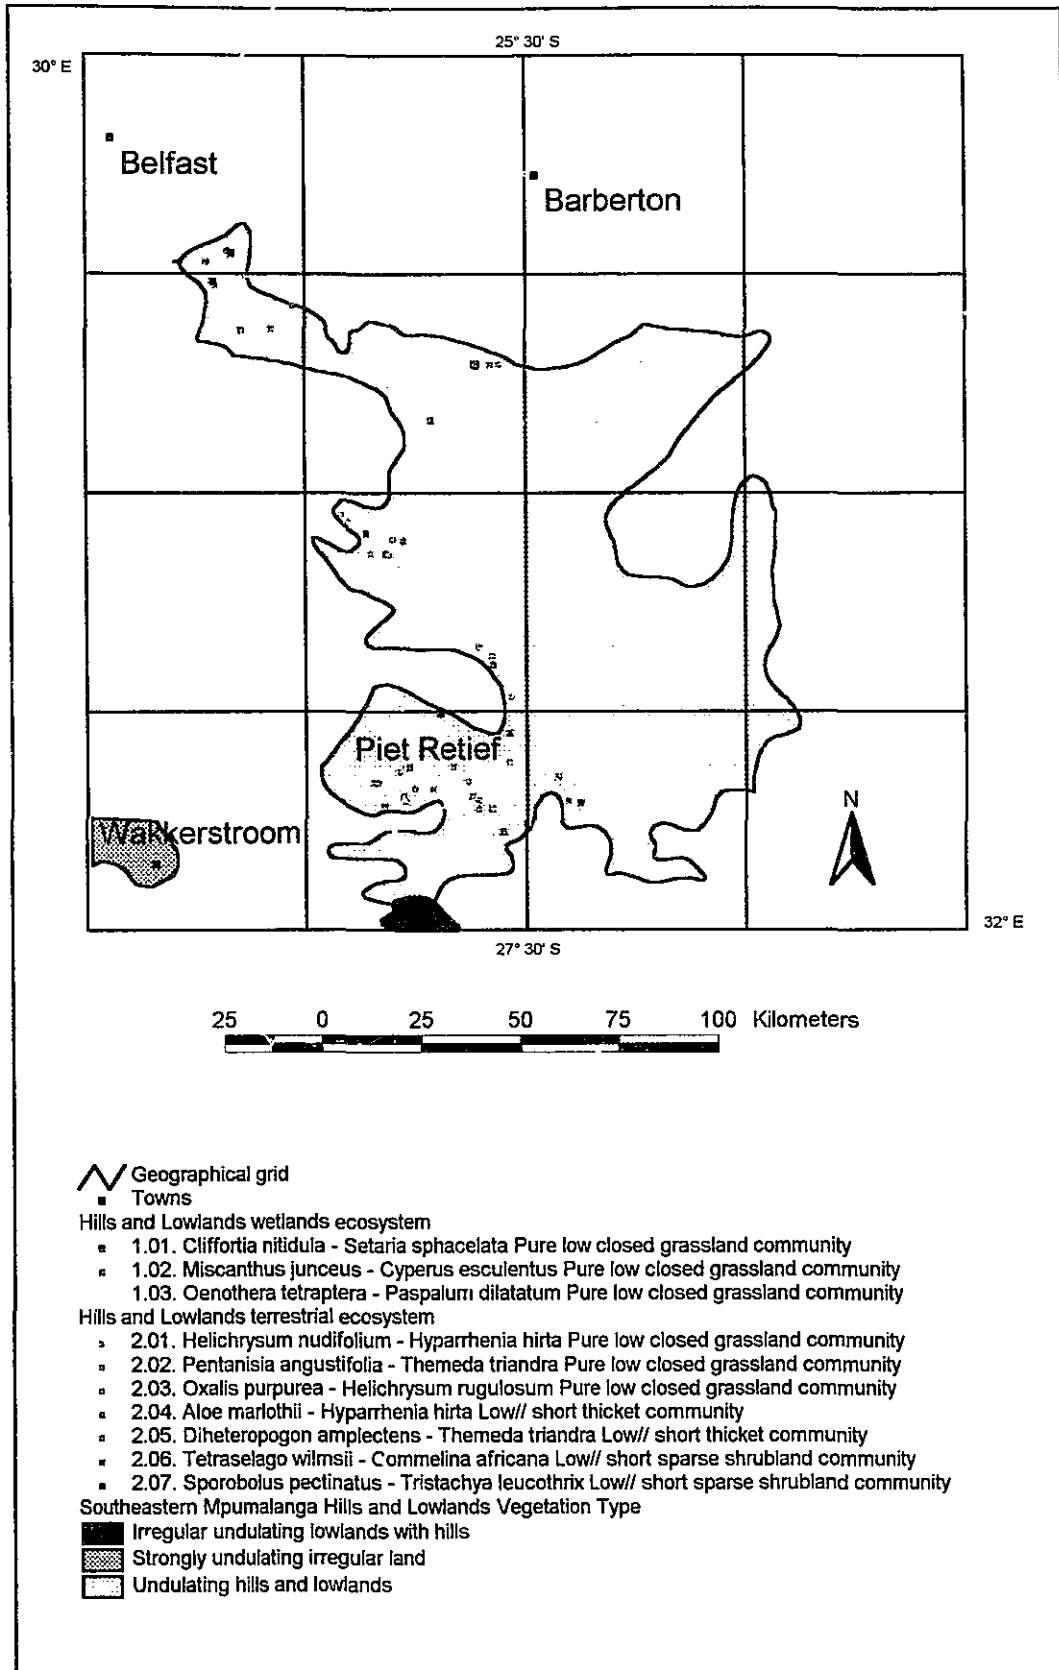 25° 30' S
30° E
Belfast
Barberton
Piet Retief
Wakkerstroom
N
32° E
27° 30' S
25 0 25 50 75 100 Kilometers
Geographical grid
Towns
Hills and Lowlands wetlands ecosystem
1.01. Cliffortia nitidula - Setaria sphacelata Pure low closed grassland community
1.02. Miscanthus junceus - Cyperus esculentus Pure low closed grassland community
1.03. Oenothera tetraptera - Paspalum dilatatum Pure low closed grassland community
Hills and Lowlands terrestrial ecosystem
2.01. Helichrysum nudifolium - Hyparrhenia hirta Pure low closed grassland community
2.02. Pentanisia angustifolia - Themeda triandra Pure low closed grassland community
2.03. Oxalis purpurea - Helichrysum rugulosum Pure low closed grassland community
2.04. Aloe marlothii - Hyparrhenia hirta Low// short thicket community
2.05. Diheteropogon amplectens - Themeda triandra Low// short thicket community
2.06. Tetraselago wilmsii - Commelina africana Low// short sparse shrubland community
2.07. Sporobolus pectinatus - Tristachya leucothrix Low// short sparse shrubland community
Southeastern Mpumalanga Hills and Lowlands Vegetation Type
Irregular undulating lowlands with hills
Strongly undulating irregular land
Undulating hills and lowlands